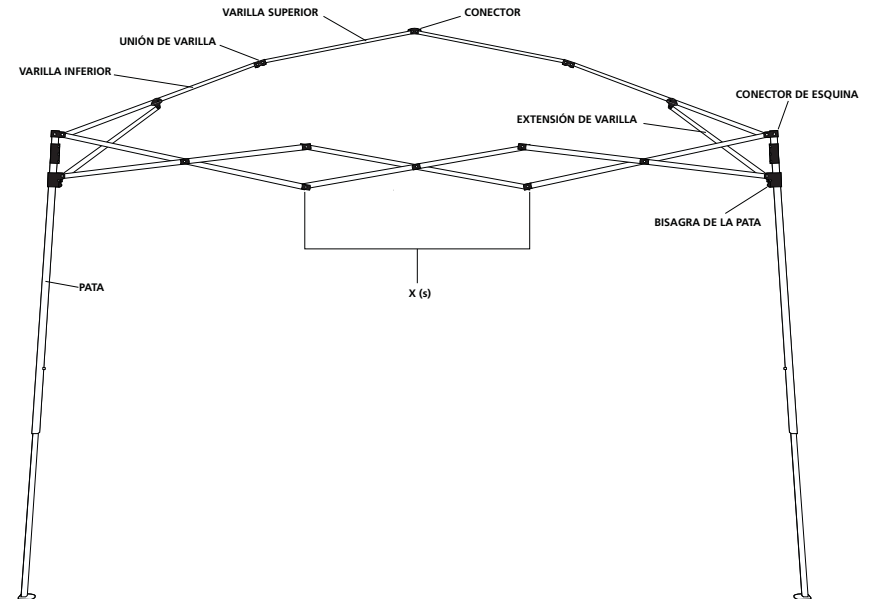 VARILLA SUPERIOR
CONECTOR
UNIÓN DE VARILLA
VARILLA INFERIOR
CONECTOR DE ESQUINA
EXTENSIÓN DE VARILLA
BISAGRA DE LA PATA
PATA
X (s)